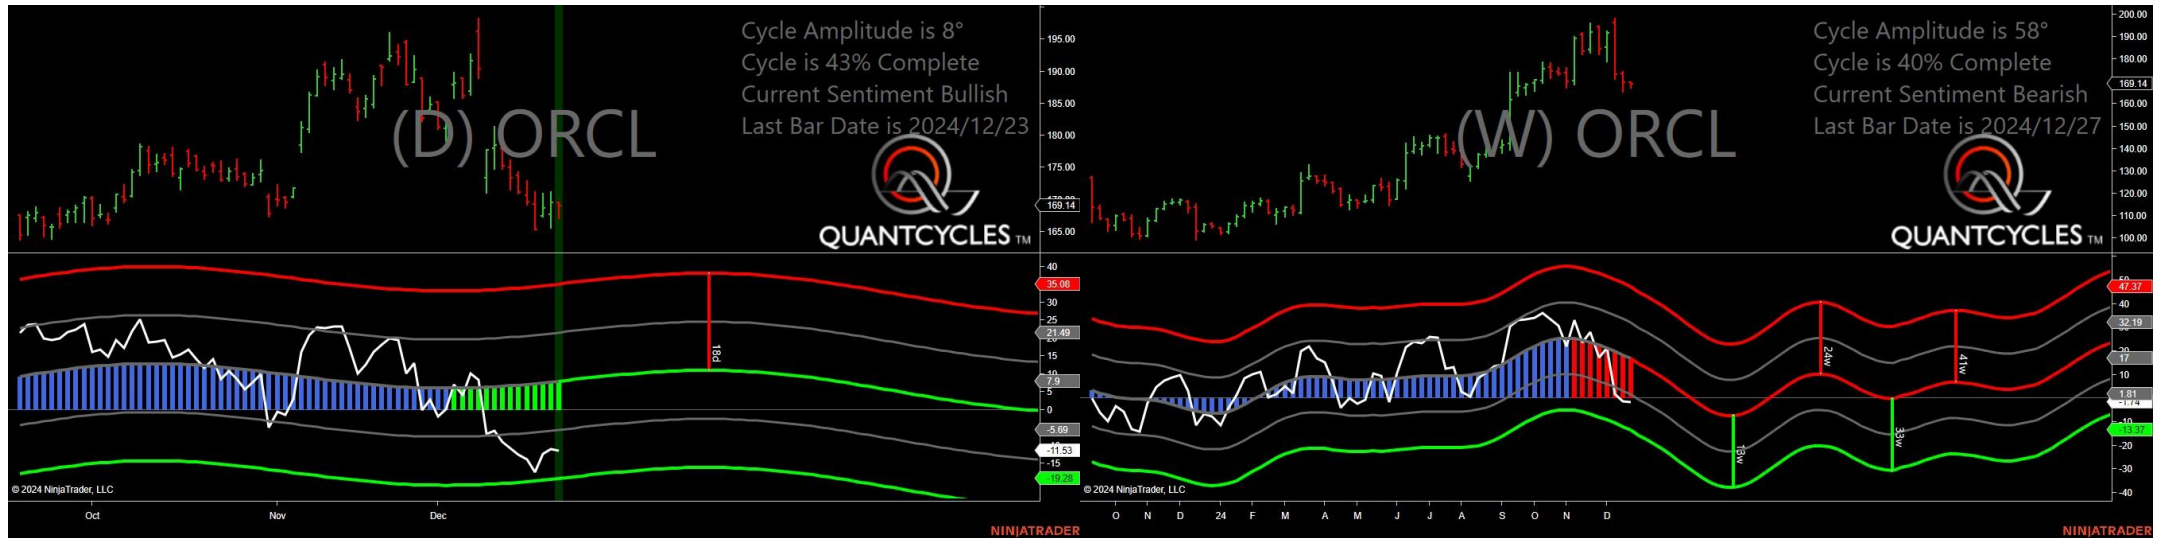 Cycle Amplitude is 8°
Cycle is 43% Complete
Current Sentiment Bullish
Last Bar Date is 2024/12/23
(D) ORCL
QUANTCYCLES TM
195.00
190.00
185.00
180.00
175.00
169.14
165.00
40
35.08
30
25
21.49
15
10
7.9
5
0
-5.69
-11.53
-15
-19.28
18d
© 2024 NinjaTrader, LLC
Oct
Nov
Dec
NINJATRADER
Cycle Amplitude is 58°
Cycle is 40% Complete
Current Sentiment Bearish
Last Bar Date is 2024/12/27
(W) ORCL
QUANTCYCLES TM
200.00
190.00
180.00
169.14
160.00
150.00
140.00
130.00
120.00
110.00
100.00
47.37
40
32.19
17
10
1.81
-1.74
-13.37
-20
-30
-40
13w
24w
33w
41w
© 2024 NinjaTrader, LLC
O N D 24 F M A M J J A S O N D
NINJATRADER